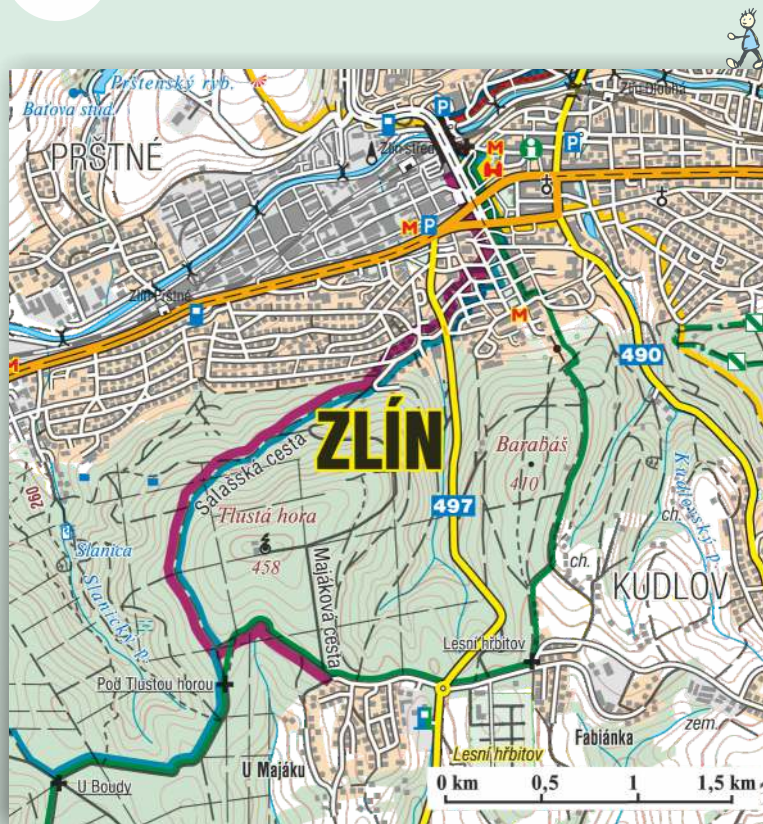 Prštenský ryb.
Baťova stud.
Zlín-Dlouhá
P
PRŠTNÉ
Zlín střed
M
i
P
M
P
Zlín-Prštné
M
M
490
ZLÍN
Salašská cesta
Barabáš
410
Kudlovský p.
260
497
Tlustá hora
458
ch.
Slanica
Slanický p.
Majáková cesta
ch.
KUDLOV
Lesní hřbitov
Pod Tlustou horou
zem.
Fabiánka
Lesní hřbitov
U Majáku
U Boudy
0 km 0,5 1 1,5 km